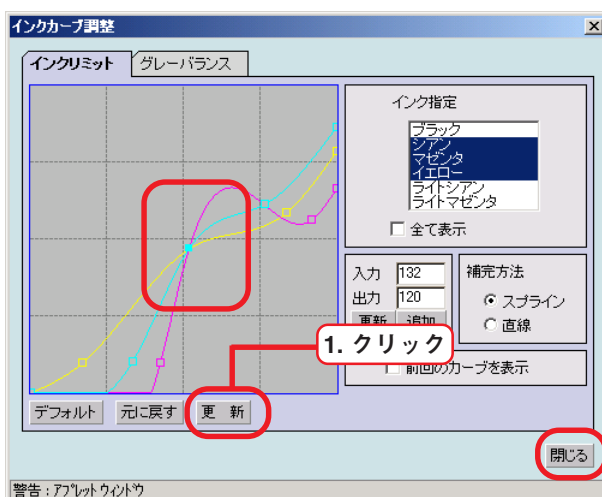 インクカーブ調整
インクリミット
グレーバランス
インク指定
ブラック
シアン
マゼンタ
イエロー
ライトシアン
ライトマゼンタ
全て表示
入力 132
出力 120
更新 追加
補完方法
スプライン
直線
1. クリック
前回のカーブを表示
デフォルト 元に戻す 更 新
閉じる
警告 : アプレット ウィンドウ